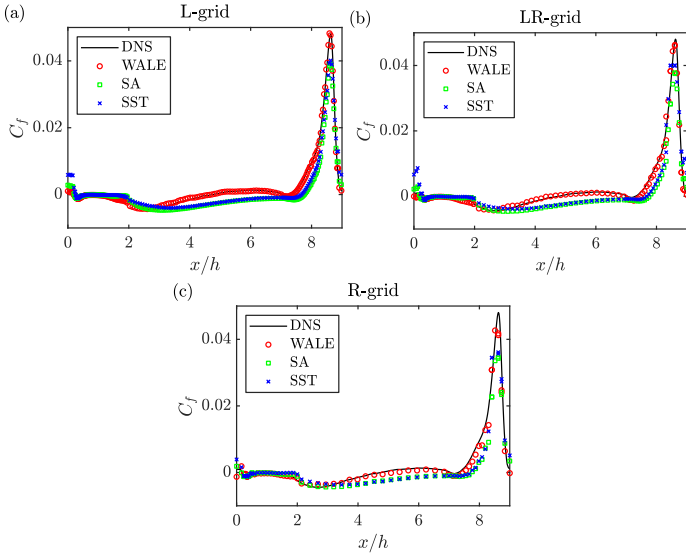 (a)
L-grid
DNS
WALE
SA
SST
0.04
0.02
0
C_f
0 2 4 6 8
x/h
(b)
LR-grid
DNS
WALE
SA
SST
0.04
0.02
0
C_f
0 2 4 6 8
x/h
(c)
R-grid
DNS
WALE
SA
SST
0.04
0.02
0
C_f
0 2 4 6 8
x/h